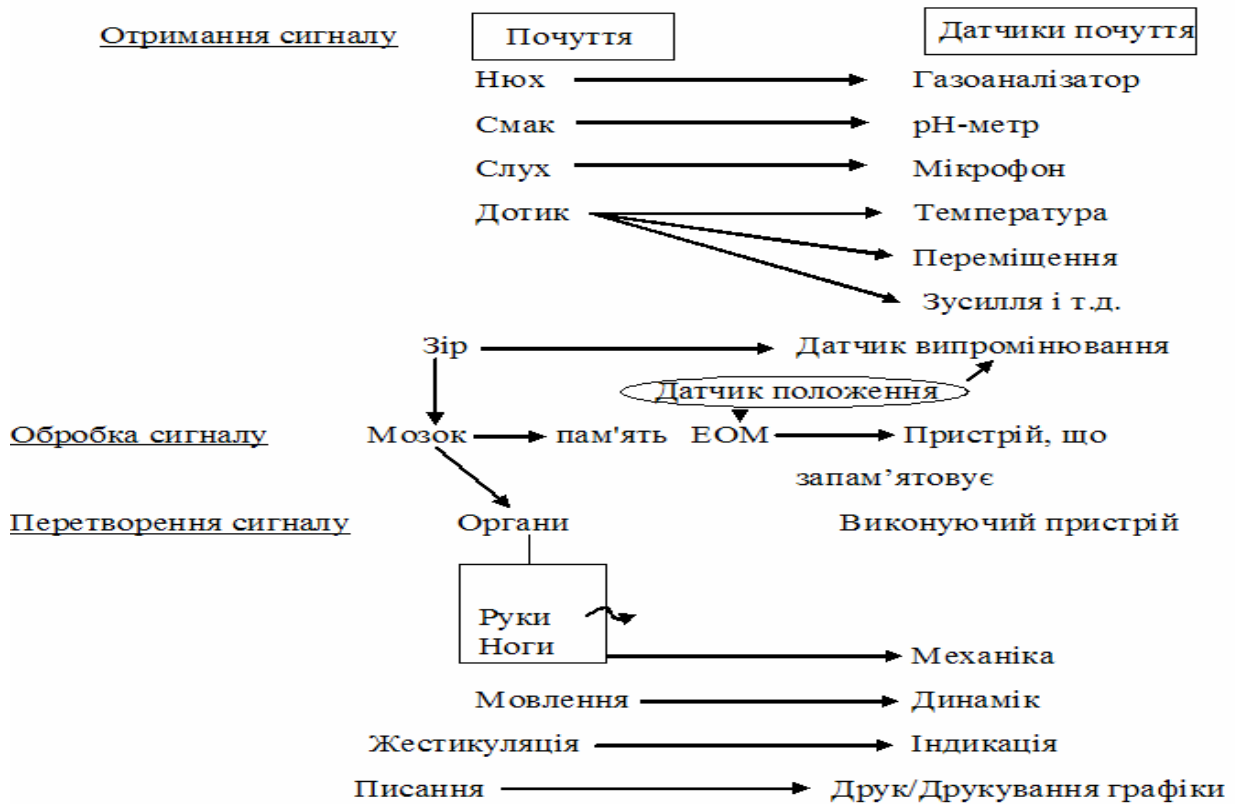 Отримання сигналу Почуття Датчики почуття
Нюх Газоаналізатор
Смак рН-метр
Слух Мікрофон
Дотик Температура
Переміщення
Зусилля і т.д.
Зір Датчик випромінювання
Датчик положення
Обробка сигналу Мозок пам'ять ЕОМ Пристрій, що
запам’ятовує
Перетворення сигналу Органи Виконуючий пристрій
Руки
Ноги
Механіка
Мовлення Динамік
Жестикуляція Індикація
Писання Друк/Друкування графіки